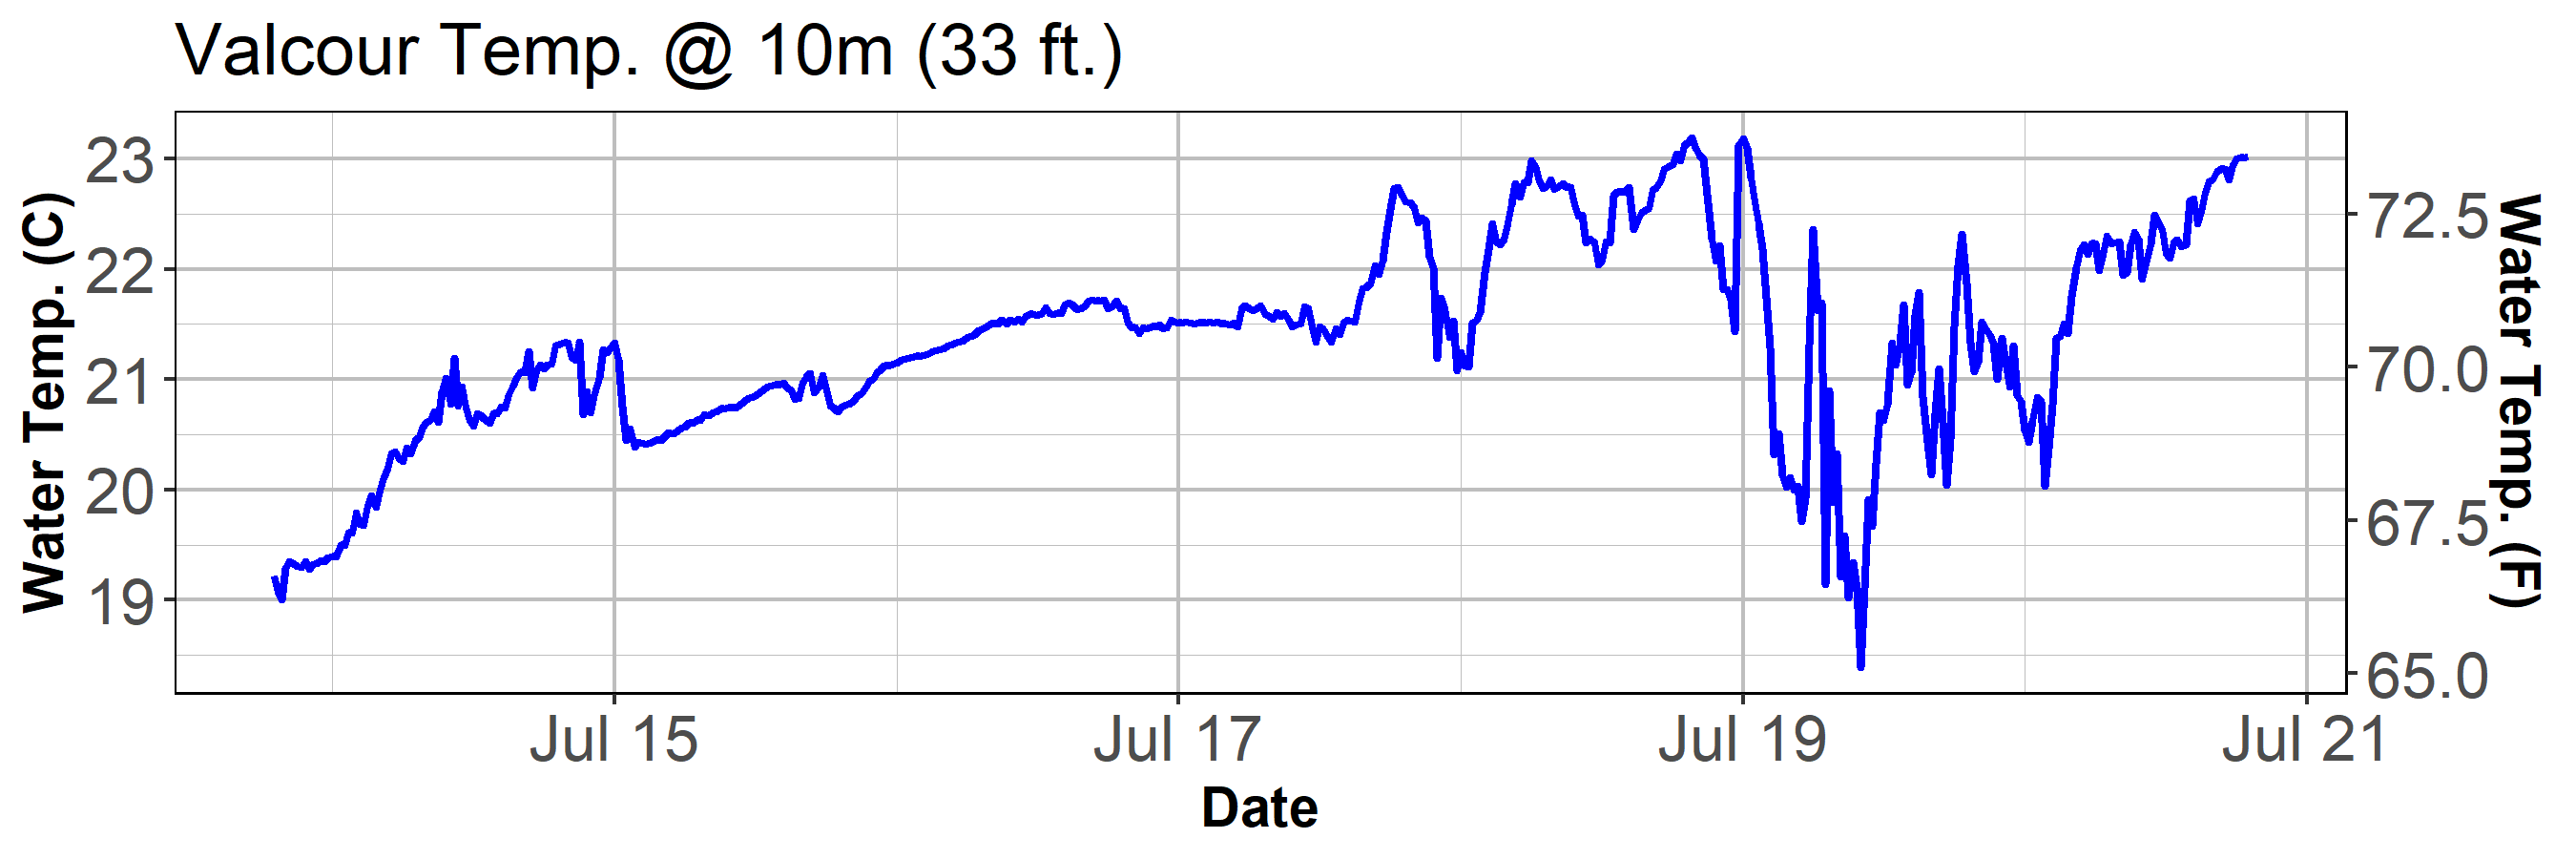 Valcour Temp. @ 10m (33 ft.)
Water Temp. (C)
23
22
21
20
19
72.5
70.0
67.5
65.0
Water Temp. (F)
Jul 15
Jul 17
Jul 19
Jul 21
Date